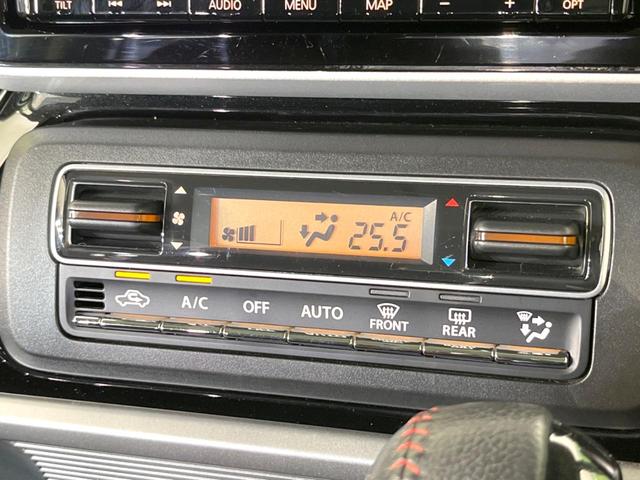 TILT AUDIO MENU MAP - + OPT
A/C
25.5
A/C OFF AUTO FRONT REAR